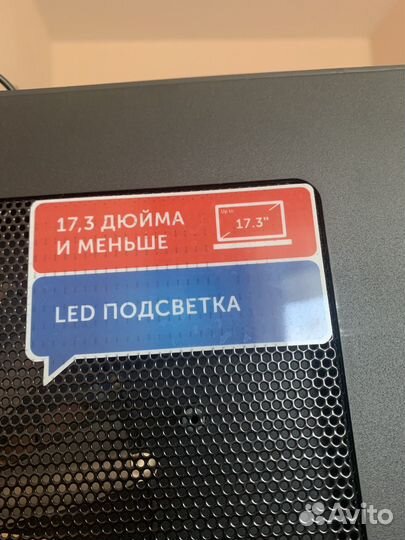 17,3 ДЮЙМА
И МЕНЬШЕ
Up to
17.3"
LED ПОДСВЕТКА
Avito